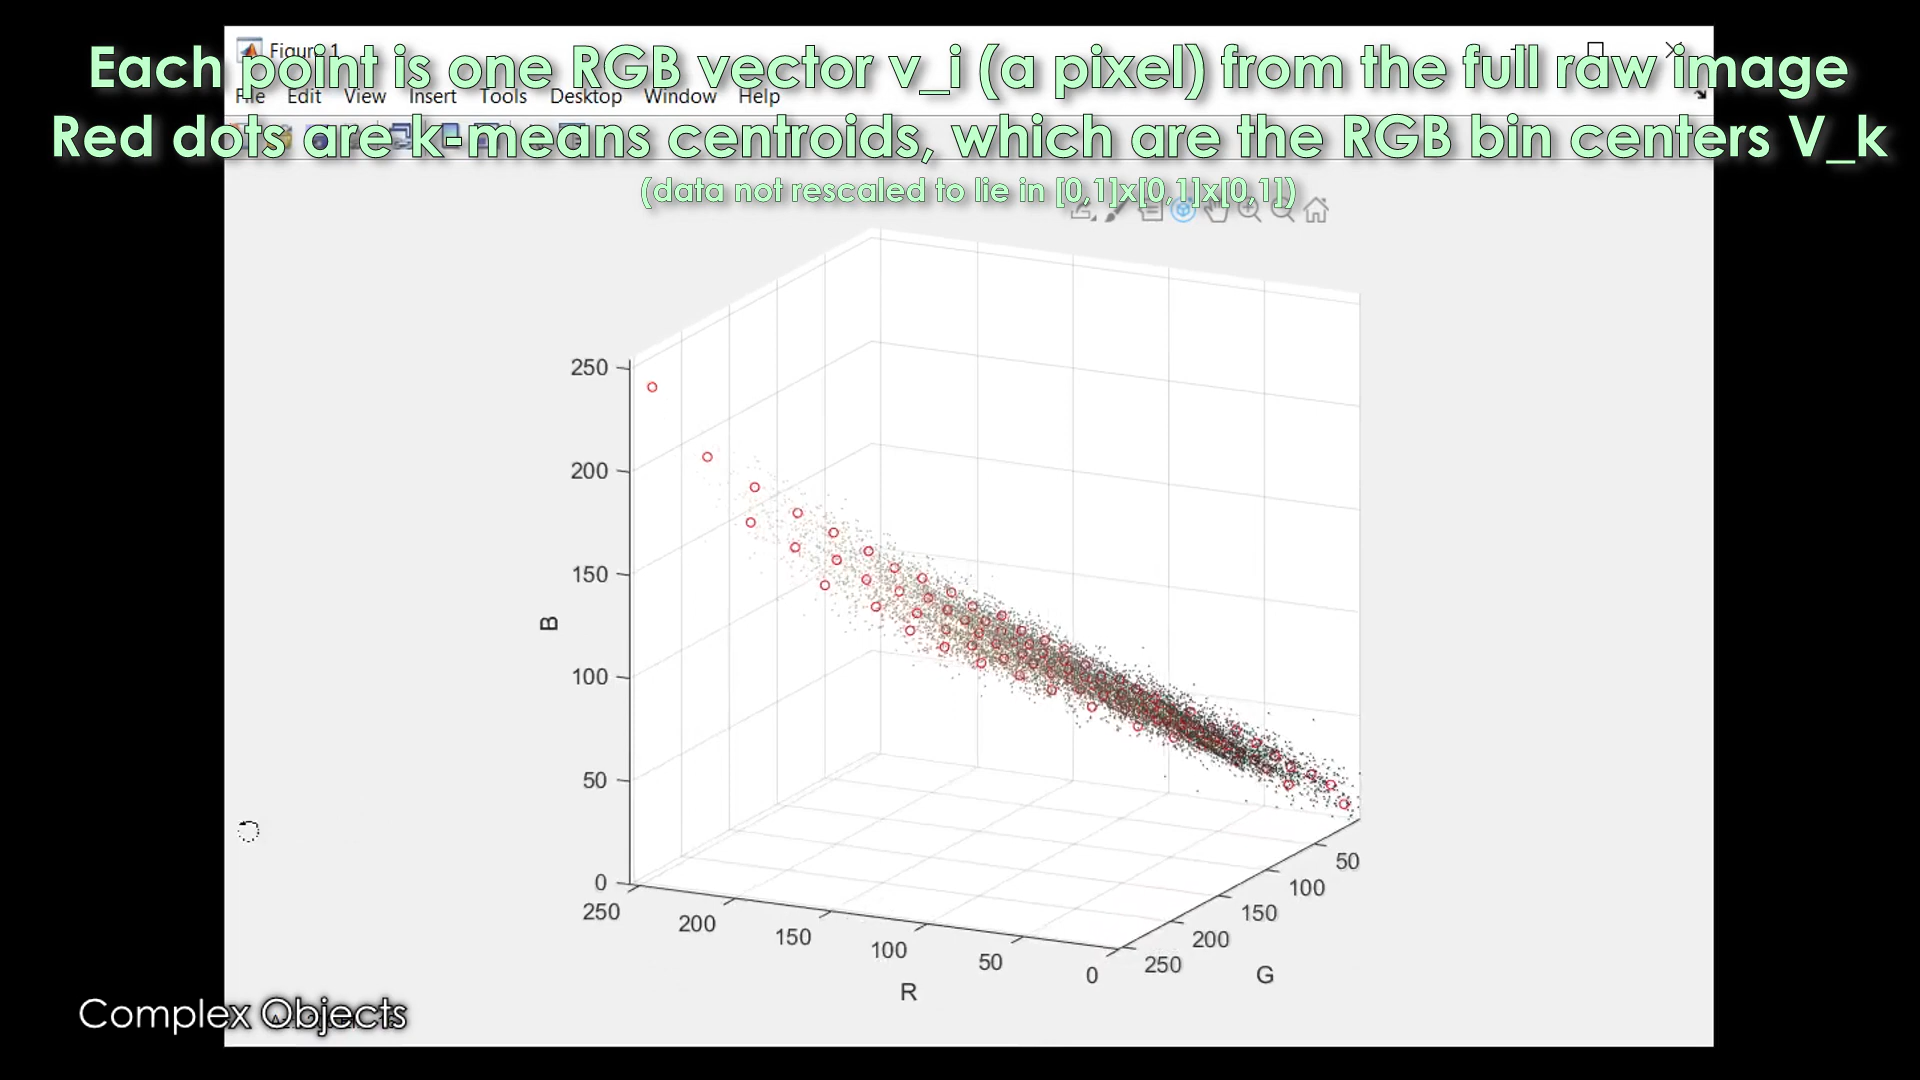 Figure 1
Each point is one RGB vector v_i (a pixel) from the full raw image
File Edit View Insert Tools Desktop Window Help
Red dots are k-means centroids, which are the RGB bin centers V_k
(data not rescaled to lie in [0,1]x[0,1]x[0,1])
250
200
150
B
100
50
0
250 200 150 100 50 0
R
50
100
150
200
250
G
Complex Objects